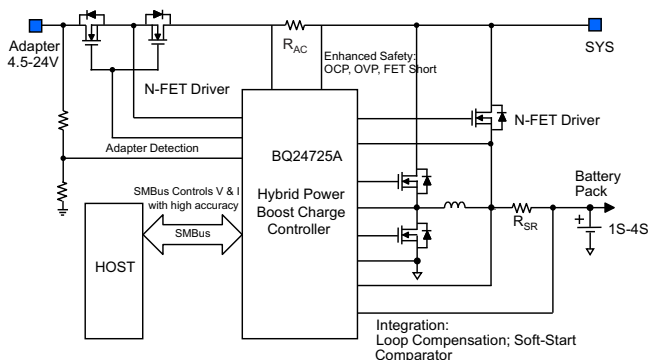 Adapter
4.5-24V
R_AC
SYS
Enhanced Safety:
OCP, OVP, FET Short
N-FET Driver
N-FET Driver
Adapter Detection
BQ24725A
Hybrid Power
Boost Charge
Controller
SMBus Controls V & I
with high accuracy
SMBus
HOST
Battery
Pack
R_SR
+
1S-4S
Integration:
Loop Compensation; Soft-Start
Comparator